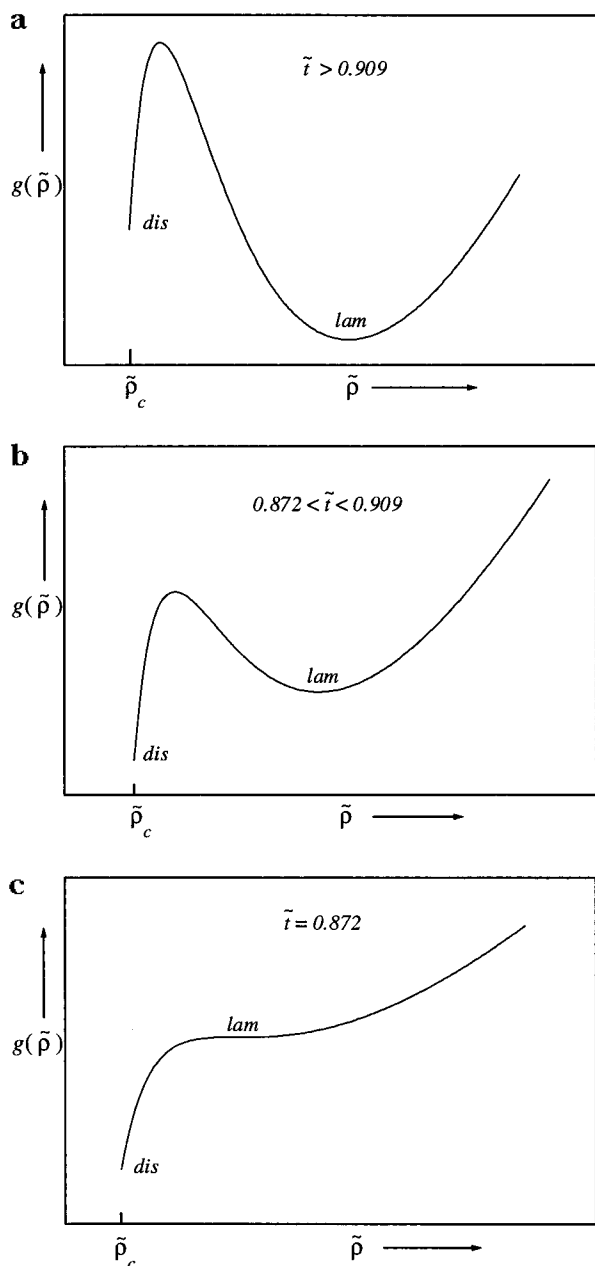 a
t̃ > 0.909
g(ρ̃)
dis
lam
ρ̃c
ρ̃
b
0.872 < t̃ < 0.909
g(ρ̃)
lam
dis
ρ̃c
ρ̃
c
t̃ = 0.872
lam
g(ρ̃)
dis
ρ̃c
ρ̃